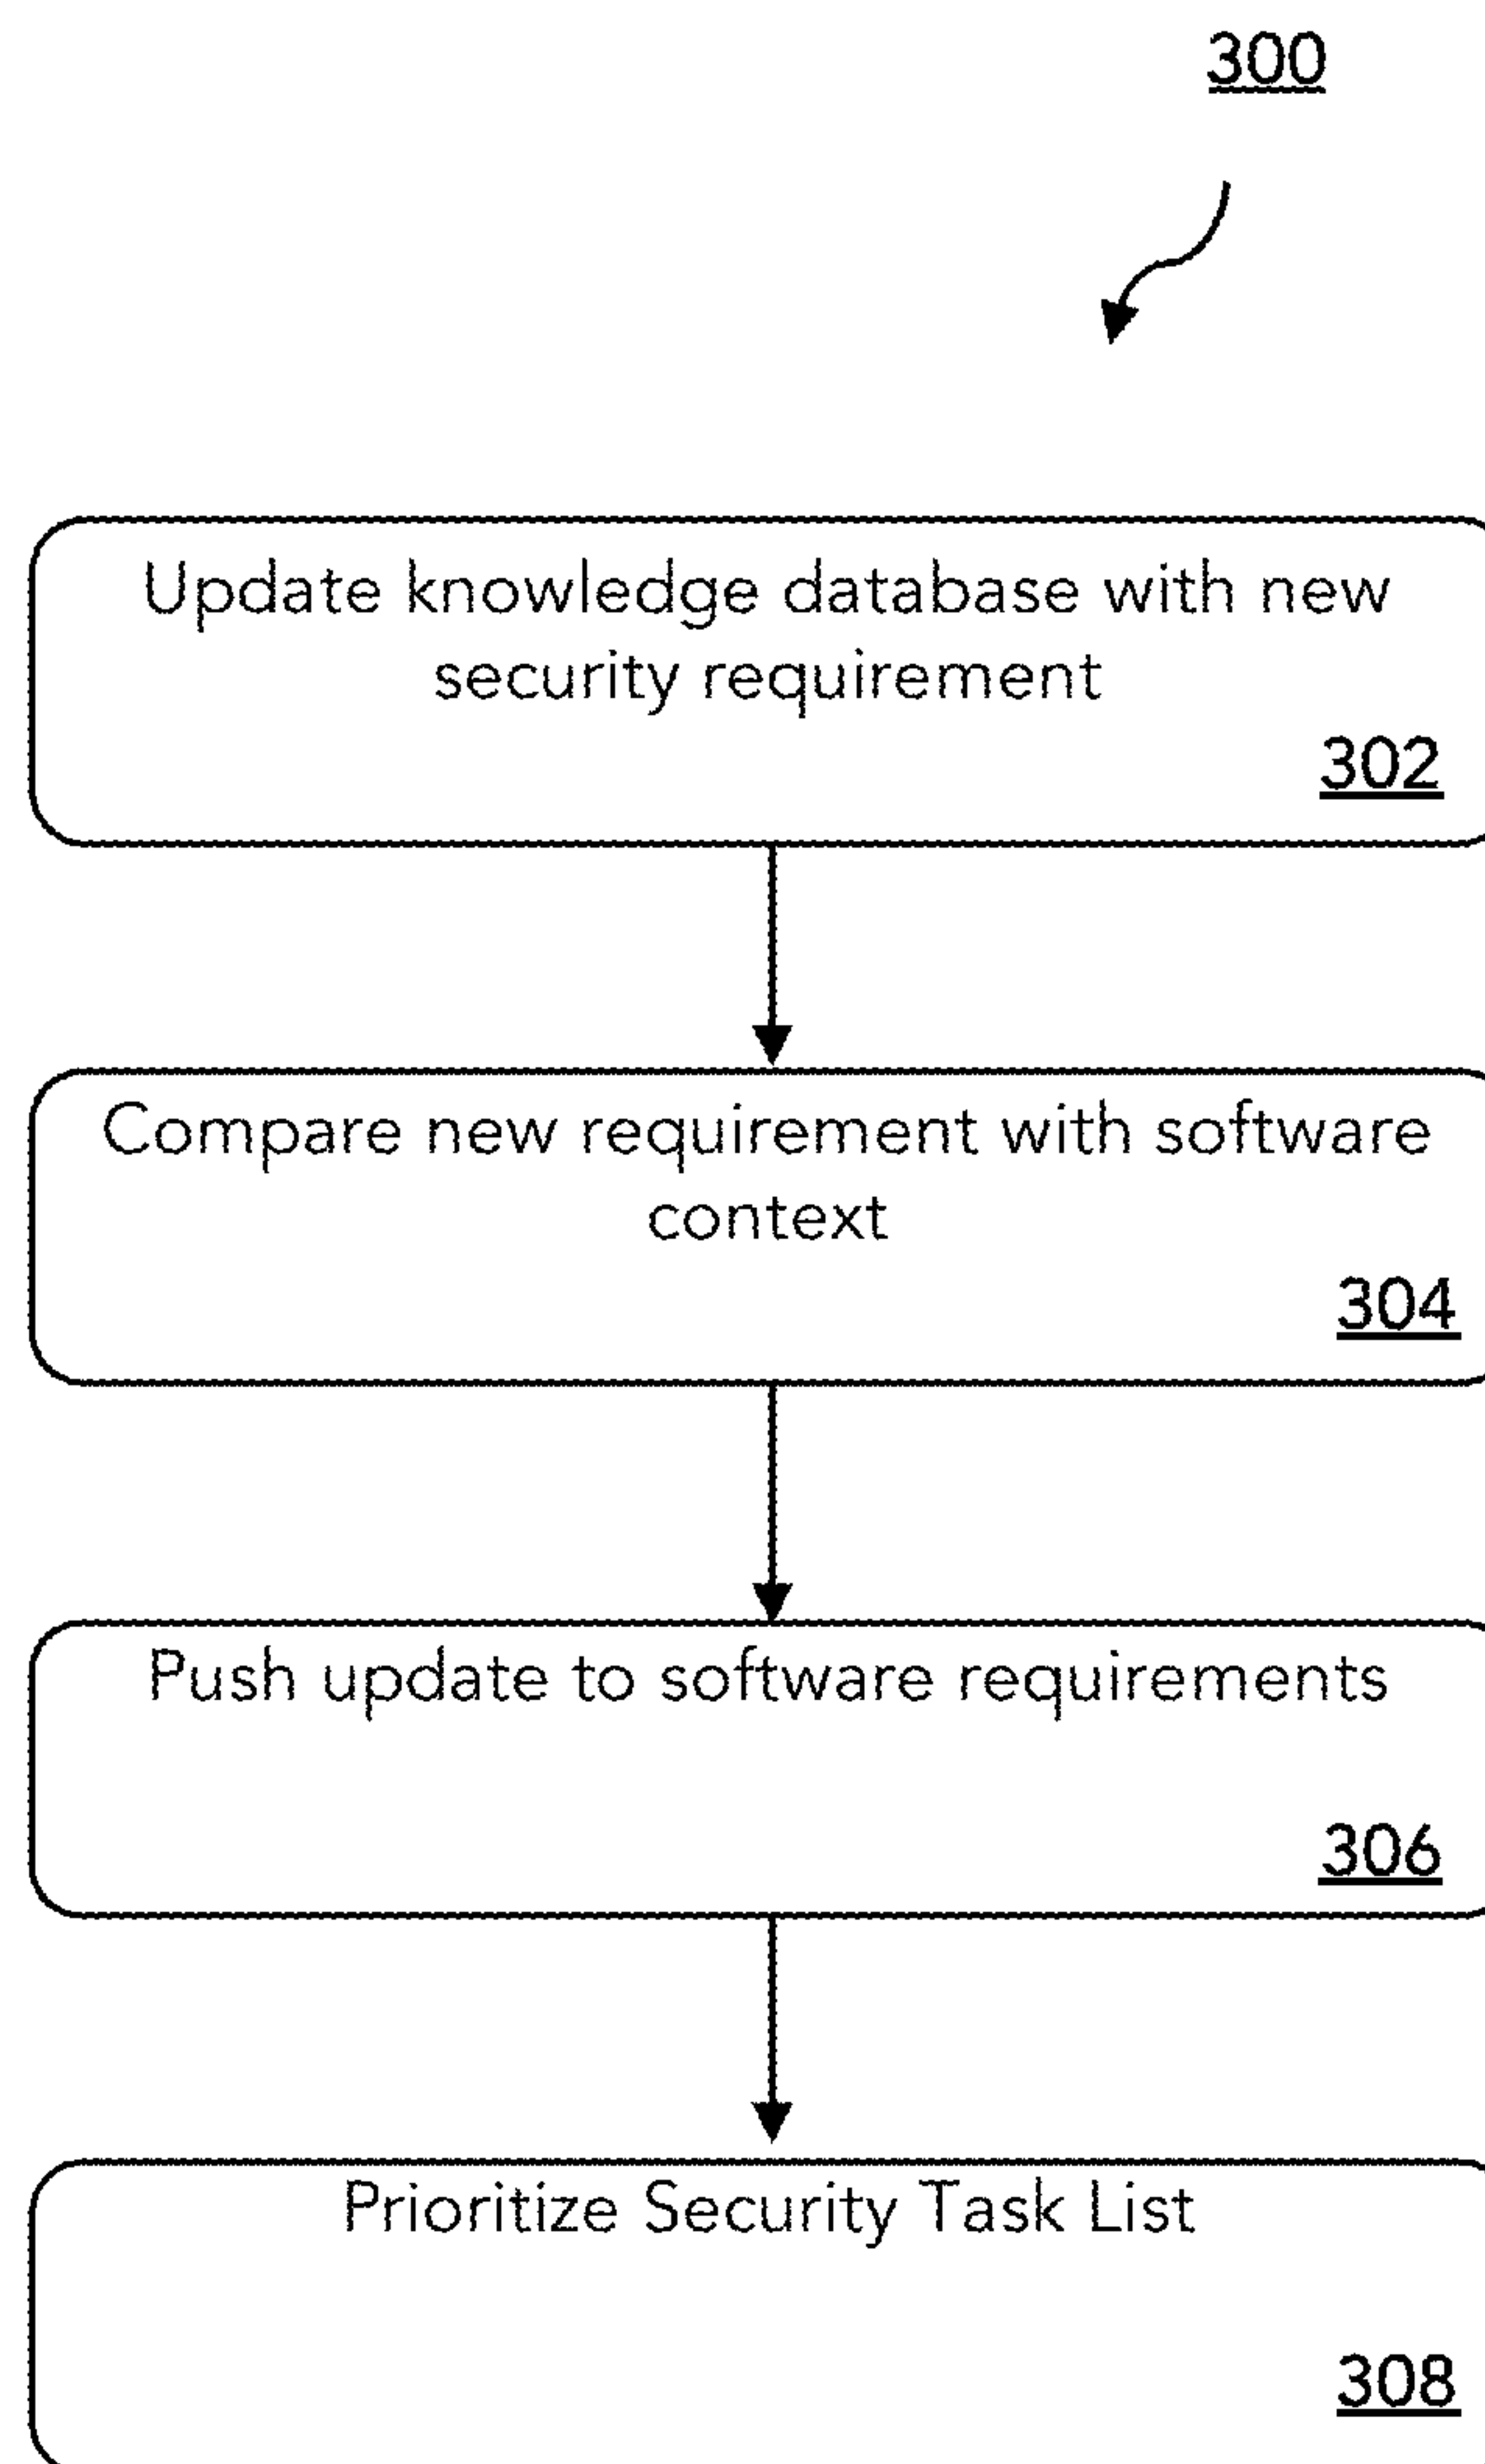 300
Update knowledge database with new
security requirement
302
Compare new requirement with software
context
304
Push update to software requirements
306
Prioritize Security Task List
308